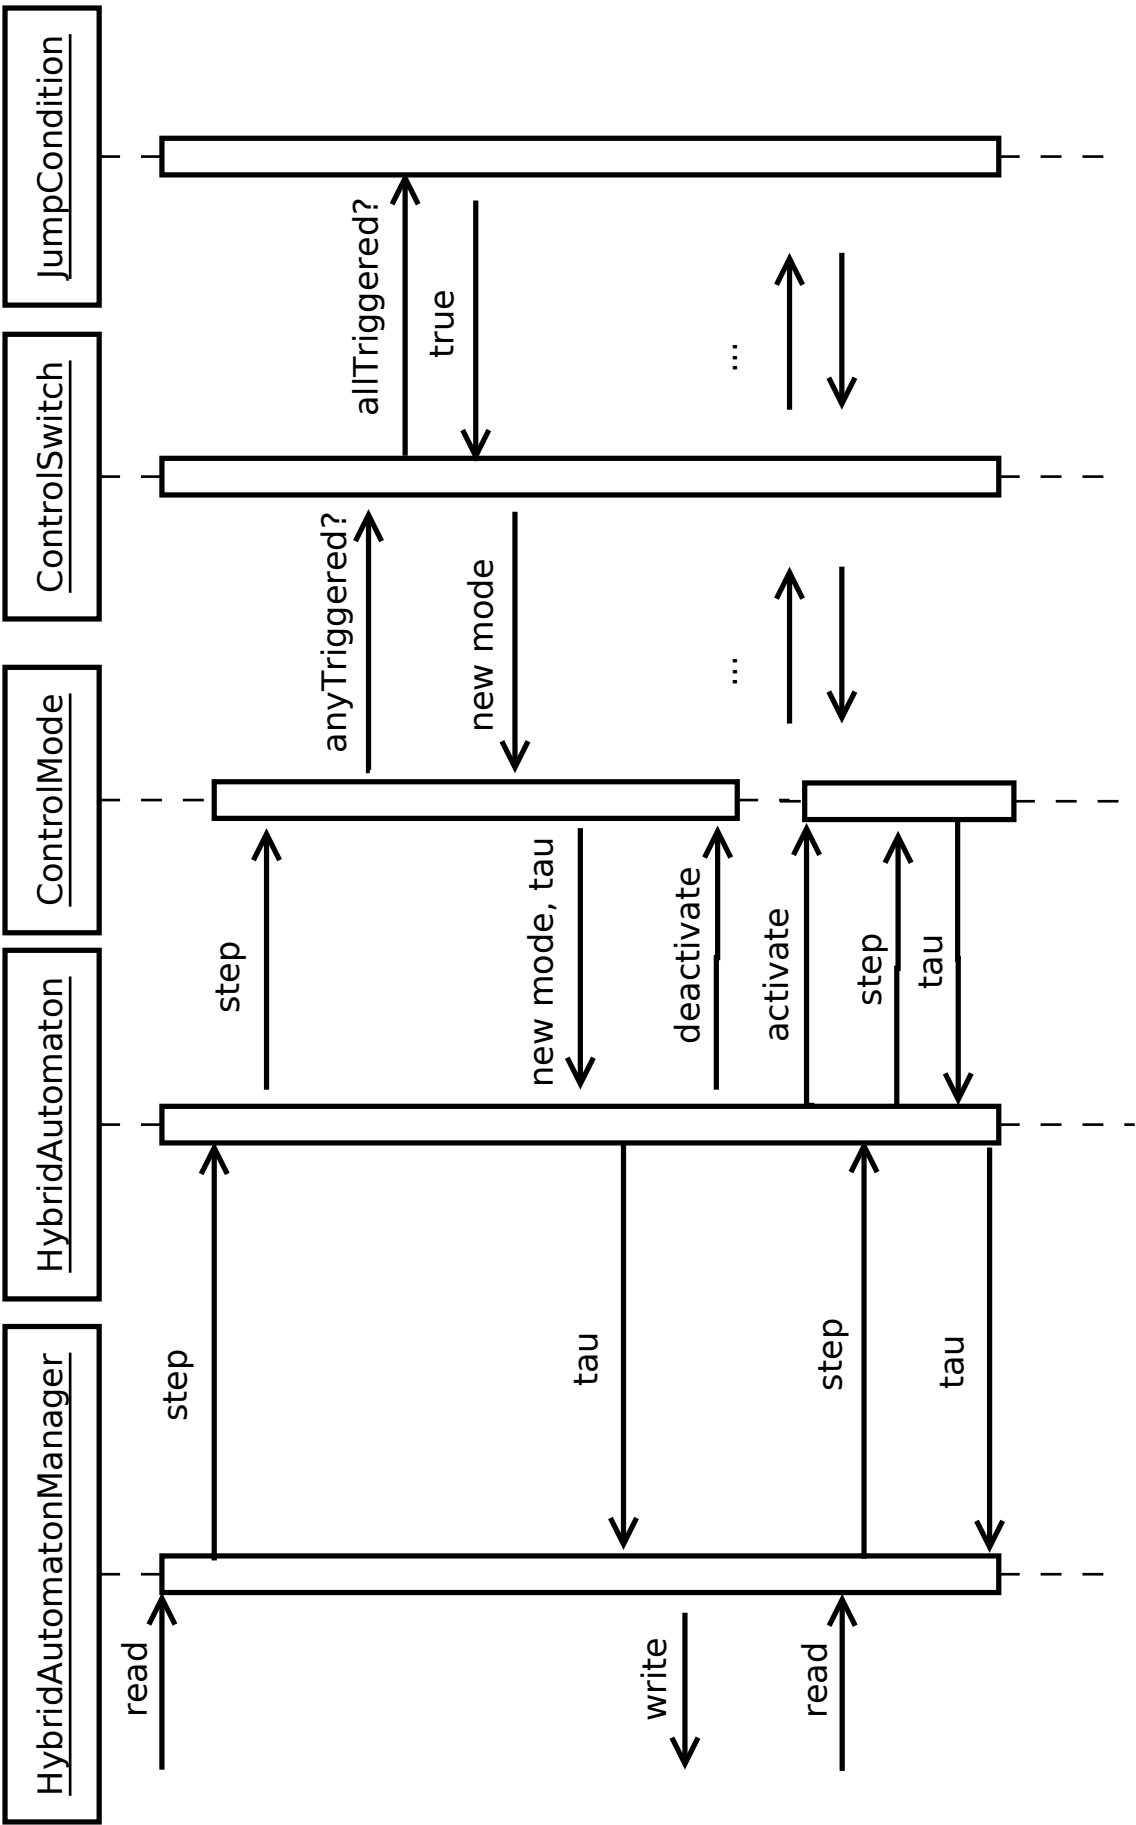 HybridAutomatonManager
HybridAutomaton
ControlMode
ControlSwitch
JumpCondition
read
step
step
anyTriggered?
allTriggered?
true
new mode
new mode, tau
tau
write
deactivate
...
...
activate
read
step
step
tau
tau